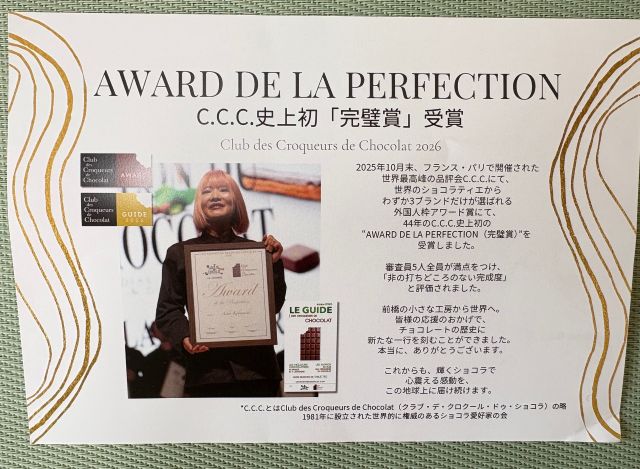 AWARD DE LA PERFECTION
C.C.C.史上初「完璧賞」受賞
Club des Croqueurs de Chocolat 2026
Club
des
Croqueurs
de
Chocolat
AWARD
Club
des
Croqueurs
de
Chocolat
GUIDE
2026
Award
LE GUIDE
CHOCOLAT
2025年10月末、フランス・パリで開催された
世界最高峰の品評会C.C.C.にて、
世界のショコラティエから
わずか3ブランドだけが選ばれる
外国人枠アワード賞にて、
44年のC.C.C.史上初の
"AWARD DE LA PERFECTION（完璧賞)"を
受賞しました。
審査員5人全員が満点をつけ、
「非の打ちどころのない完成度」
と評価されました。
前橋の小さな工房から世界へ。
皆様の応援のおかげで、
チョコレートの歴史に
新たな一行を刻むことができました。
本当に、ありがとうございます。
これからも、輝くショコラで
心震える感動を、
この地球上に届け続けます。
*C.C.C.とはClub des Croqueurs de Chocolat（クラブ・デ・クロクール・ドゥ・ショコラ）の略
1981年に設立された世界的に権威のあるショコラ愛好家の会